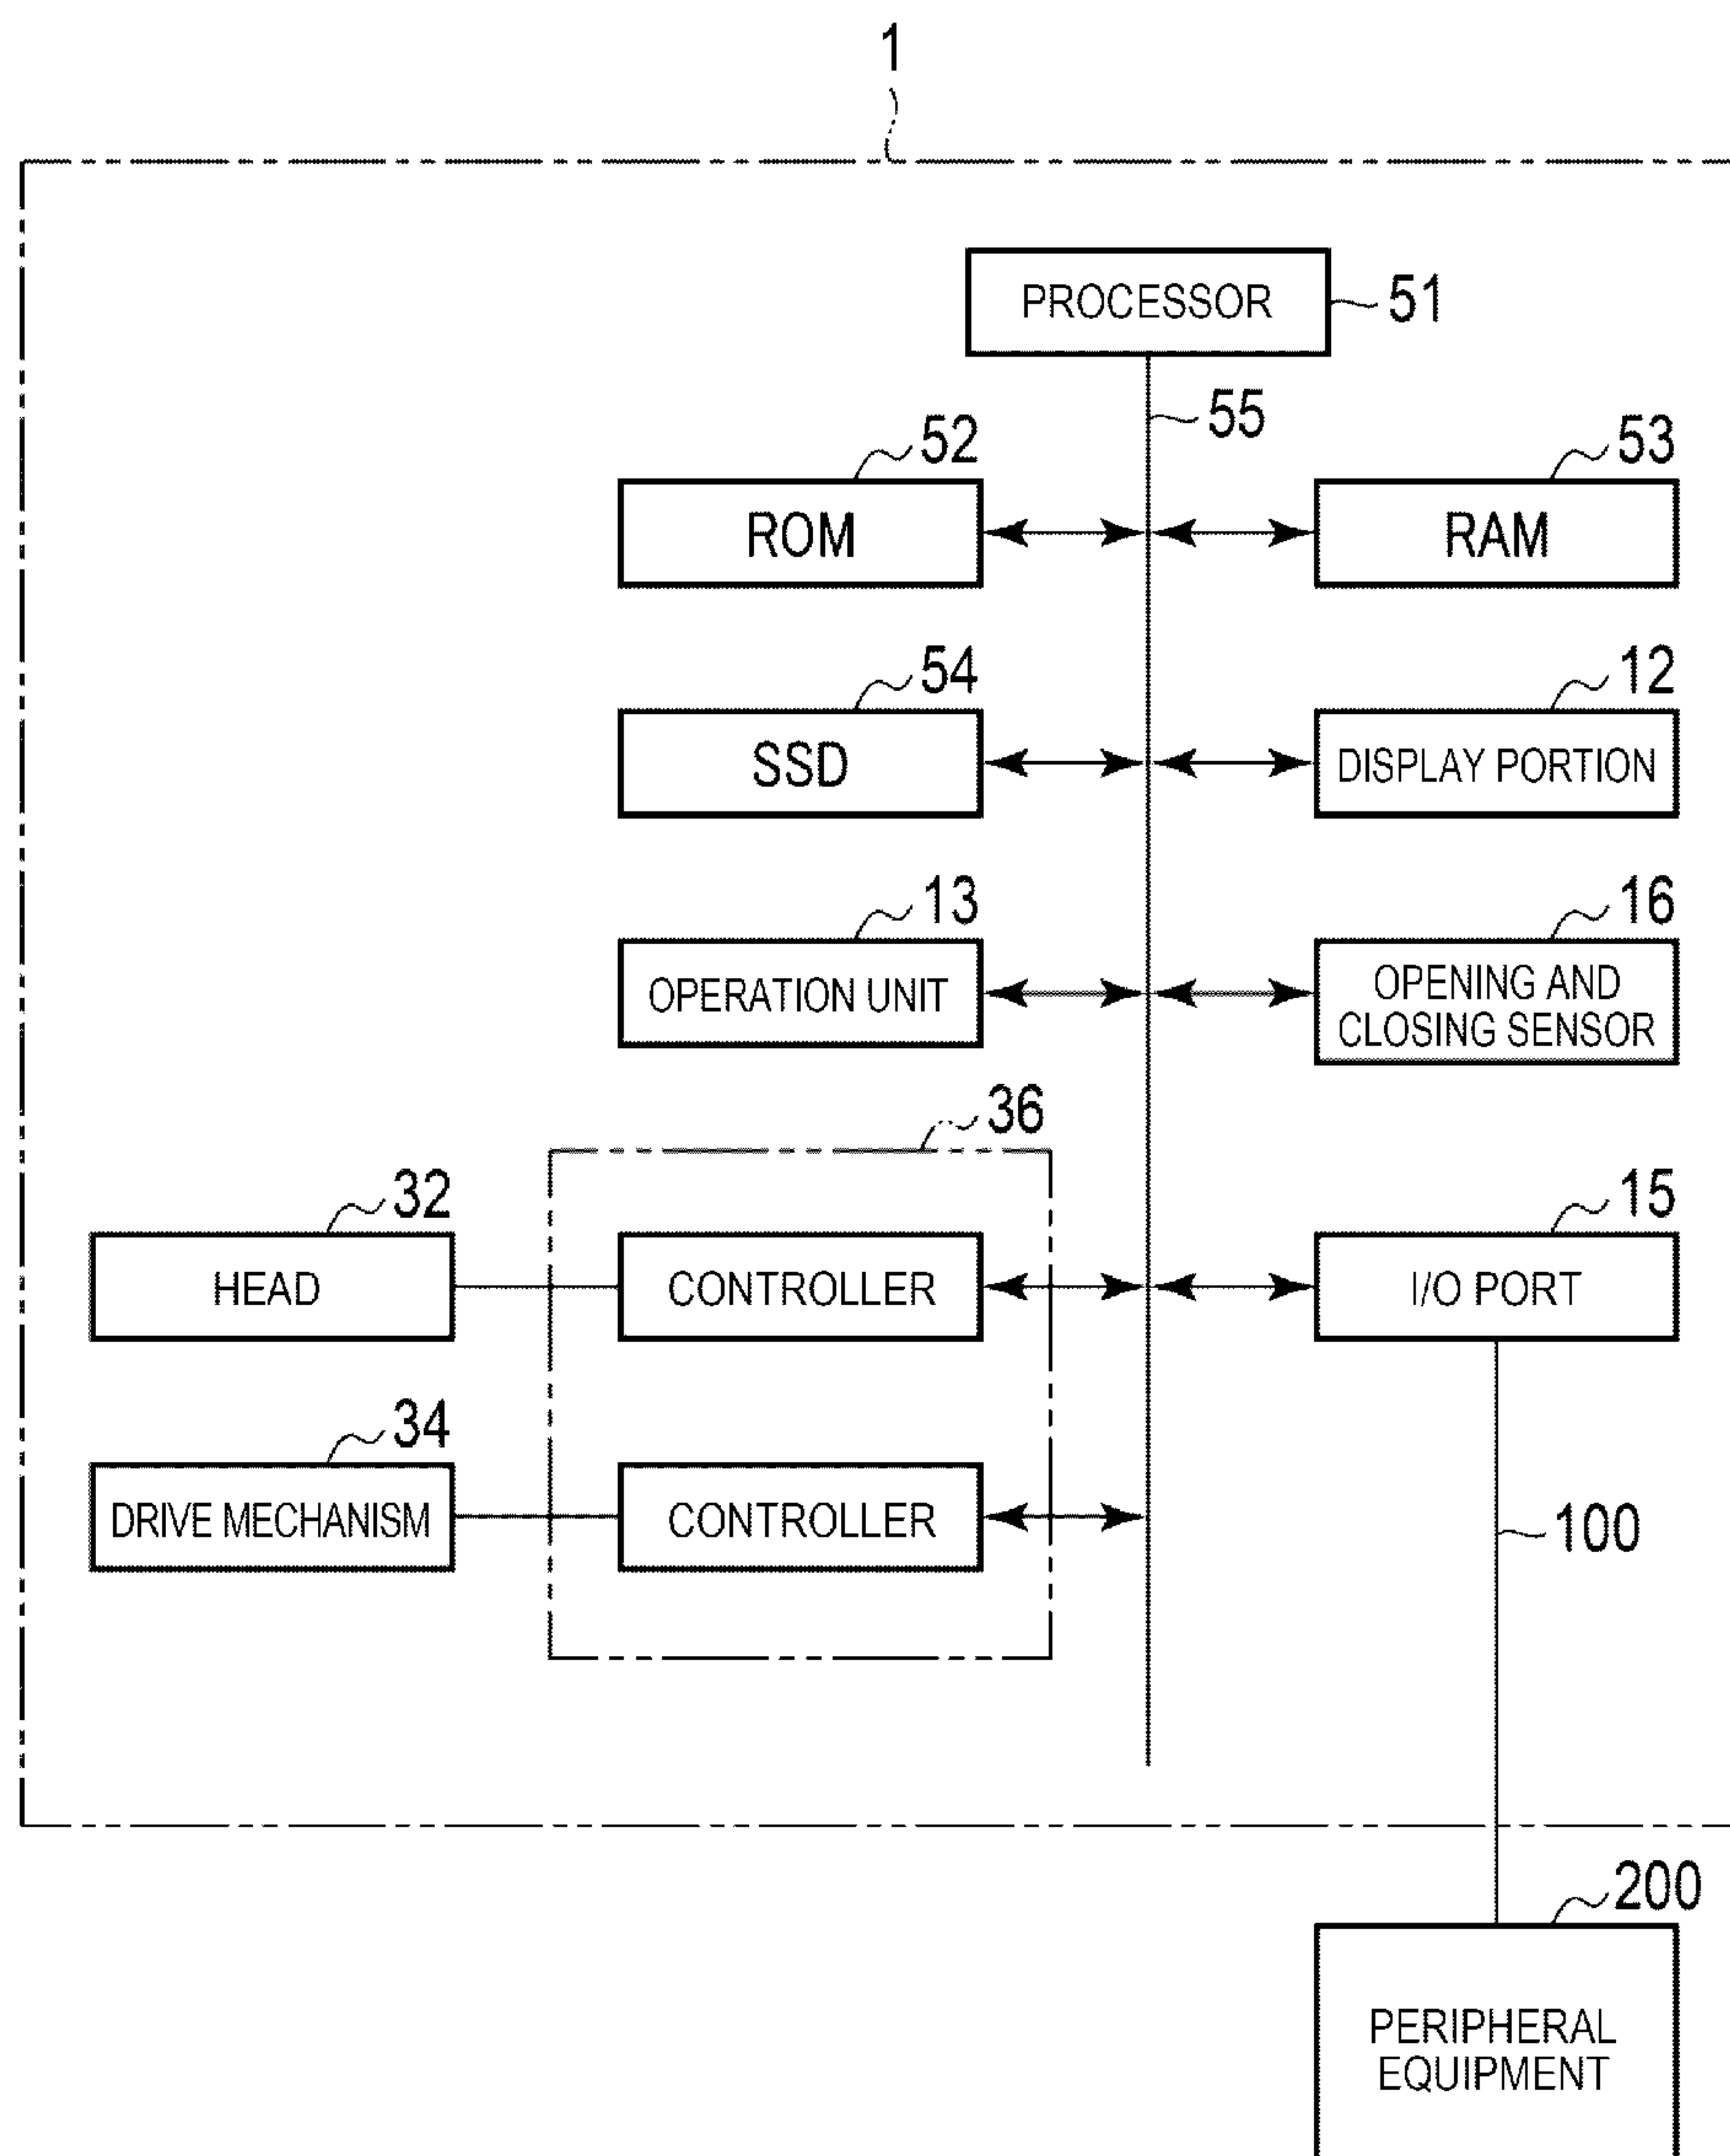 1
PROCESSOR
51
55
52
53
ROM
RAM
54
12
SSD
DISPLAY PORTION
13
16
OPERATION UNIT
OPENING AND
CLOSING SENSOR
36
32
15
HEAD
CONTROLLER
I/O PORT
34
DRIVE MECHANISM
CONTROLLER
100
200
PERIPHERAL
EQUIPMENT